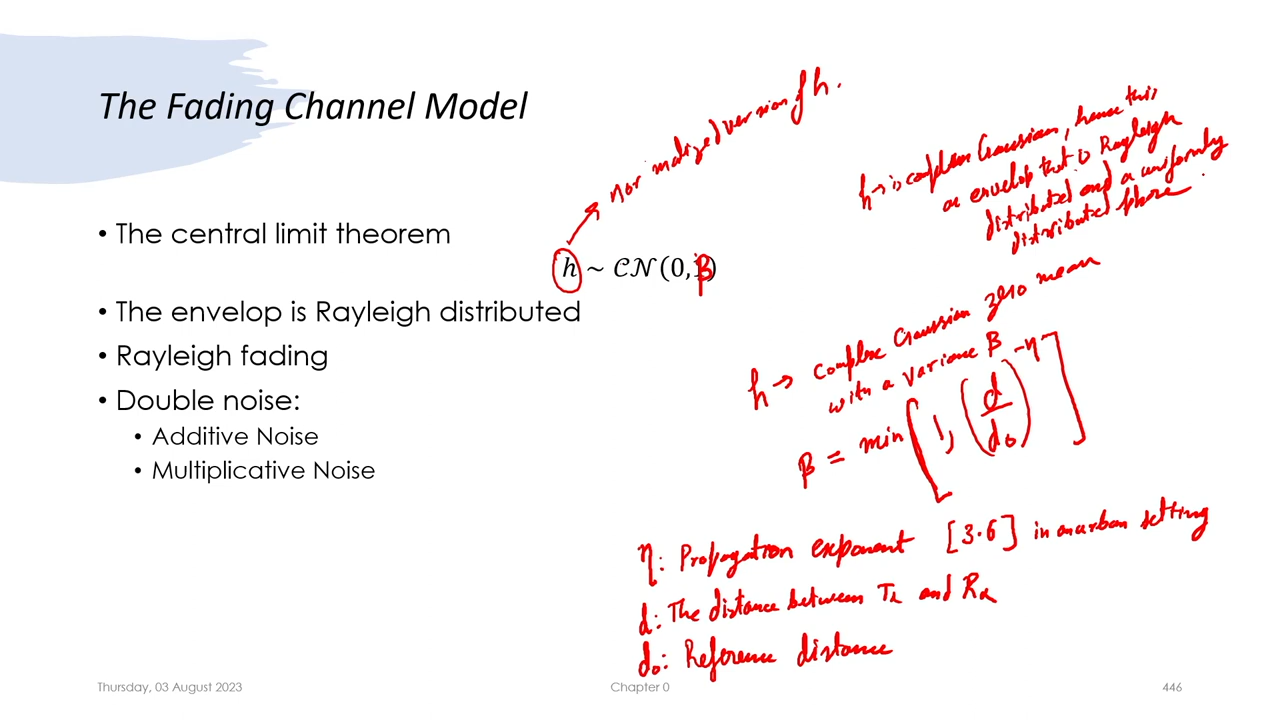 The Fading Channel Model
normalized version of h.
h → is complex Gaussian, hence this
an envelop that is Rayleigh
distributed and a uniformly
distributed phase.
• The central limit theorem
h ~ 𝒞𝒩(0, β)
• The envelop is Rayleigh distributed
• Rayleigh fading
• Double noise:
• Additive Noise
• Multiplicative Noise
h → complex Gaussian zero mean
with a variance β
β = min [1, (d/d₀)^-η]
η: Propagation exponent [3.6] in an urban setting
d: The distance between Tx and Rx
d₀: Reference distance
Thursday, 03 August 2023
Chapter 0
446